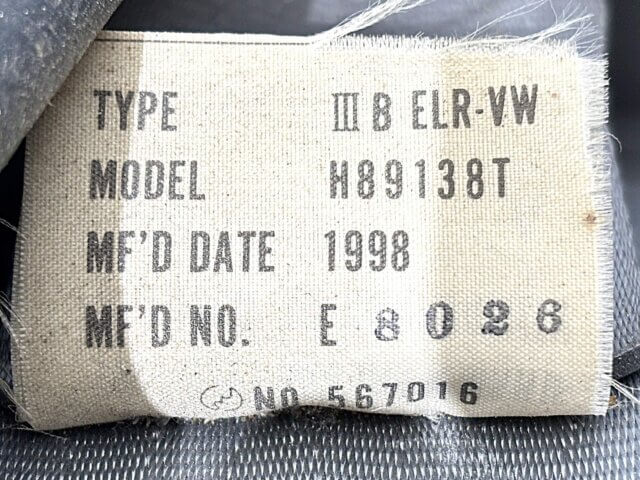 TYPE Ⅲ B ELR-VW
MODEL H89138T
MF'D DATE 1998
MF'D NO. E 8026
NO 567016